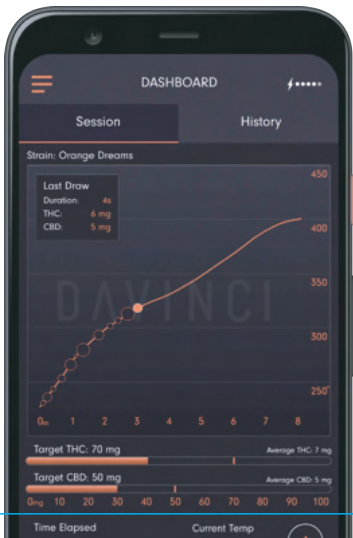 DASHBOARD
Session History
Strain: Orange Dreams
Last Draw
Duration: 4s
THC: 6 mg
CBD: 5 mg
450
400
350
DAVINCI
300
250°
0m 1 2 3 4 5 6 7 8
Target THC: 70 mg Average THC: 7 mg
Target CBD: 50 mg Average CBD: 5 mg
0mg 10 20 30 40 50 60 70 80 90 100
Time Elapsed Current Temp